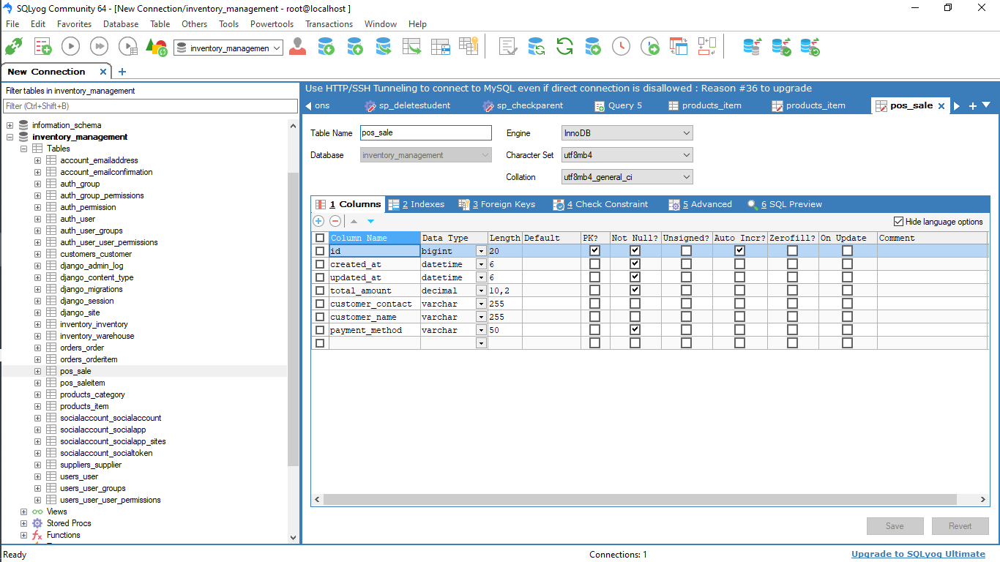 SQLyog Community 64 - [New Connection/inventory_management - root@localhost ]
File Edit Favorites Database Table Others Tools Powertools Transactions Window Help
inventory_managemen
New Connection
Filter tables in inventory_management
Filter (Ctrl+Shift+B)
information_schema
inventory_management
Tables
account_emailaddress
account_emailconfirmation
auth_group
auth_group_permissions
auth_permission
auth_user
auth_user_groups
auth_user_user_permissions
customers_customer
django_admin_log
django_content_type
django_migrations
django_session
django_site
inventory_inventory
inventory_warehouse
orders_order
orders_orderitem
pos_sale
pos_saleitem
products_category
products_item
socialaccount_socialaccount
socialaccount_socialapp
socialaccount_socialapp_sites
socialaccount_socialtoken
suppliers_supplier
users_user
users_user_groups
users_user_user_permissions
Views
Stored Procs
Functions
Use HTTP/SSH Tunneling to connect to MySQL even if direct connection is disallowed : Reason #36 to upgrade
ons sp_deletestudent sp_checkparent Query 5 products_item products_item pos_sale
Table Name pos_sale Engine InnoDB
Database inventory_management Character Set utf8mb4
Collation utf8mb4_general_ci
1 Columns 2 Indexes 3 Foreign Keys 4 Check Constraint 5 Advanced 6 SQL Preview
Hide language options
Column Name Data Type Length Default PK? Not Null? Unsigned? Auto Incr? Zerofill? On Update Comment
id bigint 20
created_at datetime 6
updated_at datetime 6
total_amount decimal 10,2
customer_contact varchar 255
customer_name varchar 255
payment_method varchar 50
Save Revert
Ready Connections: 1 Upgrade to SQLyog Ultimate